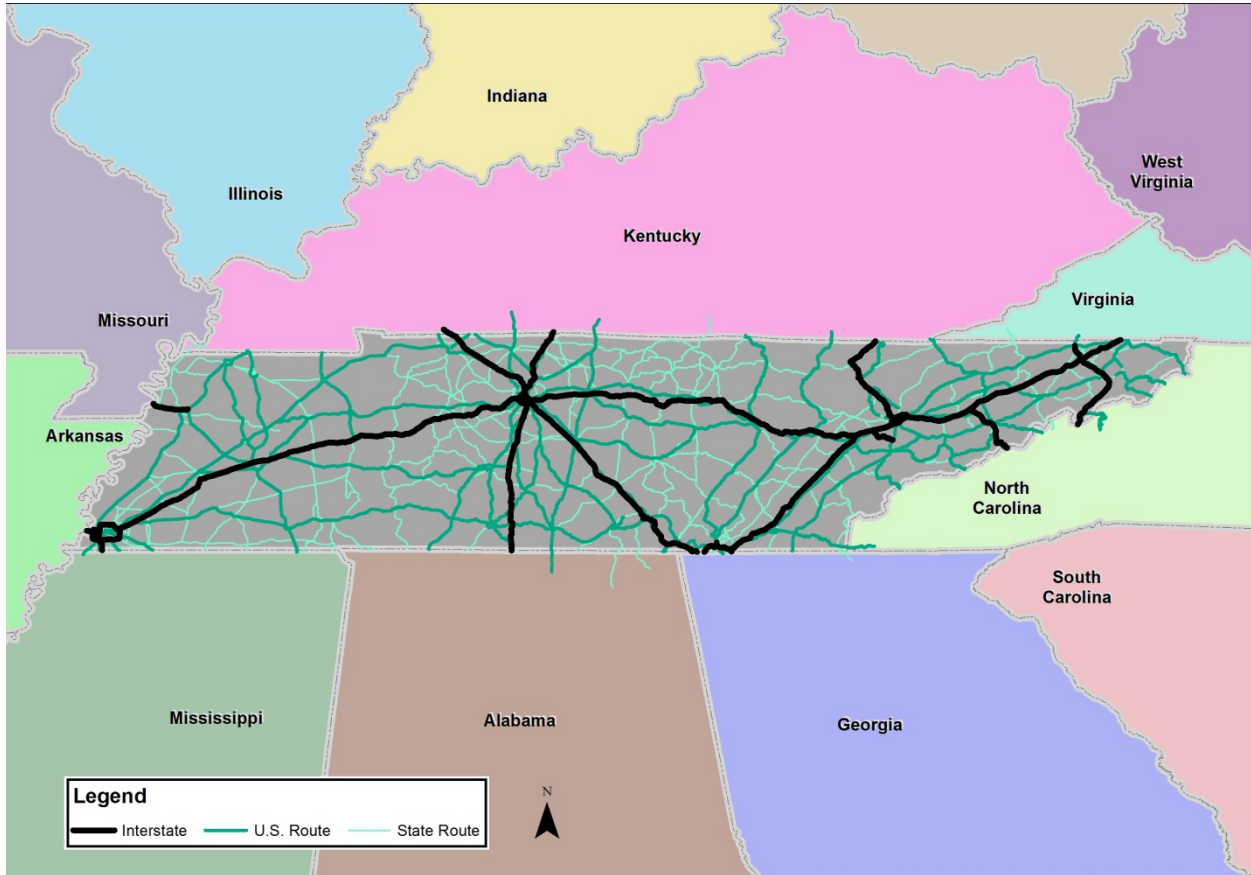 Indiana
West
Virginia
Illinois
Kentucky
Virginia
Missouri
Arkansas
North
Carolina
South
Carolina
Mississippi
Alabama
Georgia
Legend
Interstate
U.S. Route
State Route
N